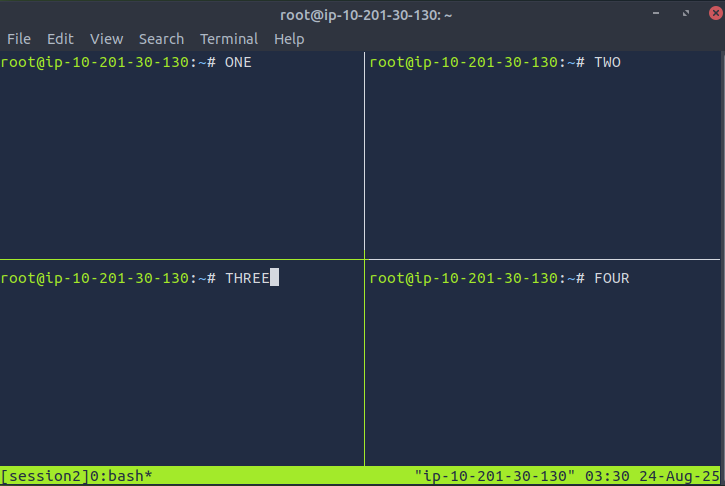 root@ip-10-201-30-130: ~
File Edit View Search Terminal Help
root@ip-10-201-30-130:~# ONE
root@ip-10-201-30-130:~# TWO
root@ip-10-201-30-130:~# THREE
root@ip-10-201-30-130:~# FOUR
[session2]0:bash* "ip-10-201-30-130" 03:30 24-Aug-25